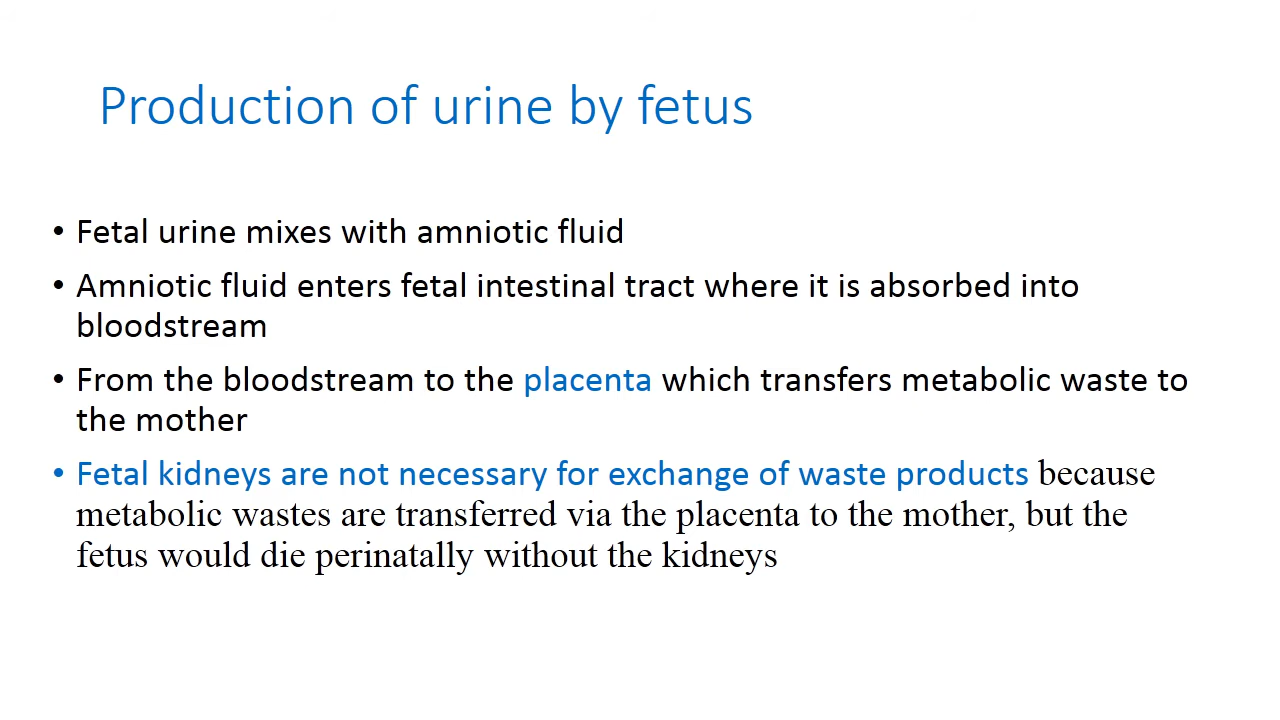 Production of urine by fetus
• Fetal urine mixes with amniotic fluid
• Amniotic fluid enters fetal intestinal tract where it is absorbed into
bloodstream
• From the bloodstream to the placenta which transfers metabolic waste to
the mother
• Fetal kidneys are not necessary for exchange of waste products because
metabolic wastes are transferred via the placenta to the mother, but the
fetus would die perinatally without the kidneys